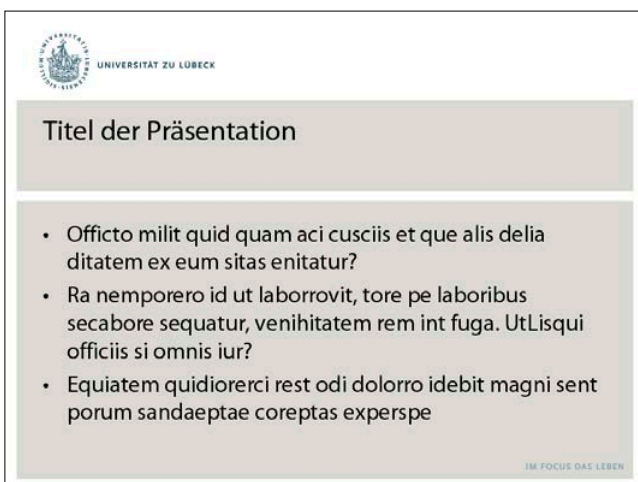 UNIVERSITÄT ZU LÜBECK
Titel der Präsentation
• Officto milit quid quam aci cusciis et que alis delia
ditatem ex eum sitas enitatur?
• Ra nemporero id ut laborrovit, tore pe laboribus
secabore sequatur, venihitatem rem int fuga. UtLisqui
officiis si omnis iur?
• Equiatem quidiorerci rest odi dolorro idebit magni sent
porum sandaeptae coreptas experspe
IM FOCUS DAS LEBEN